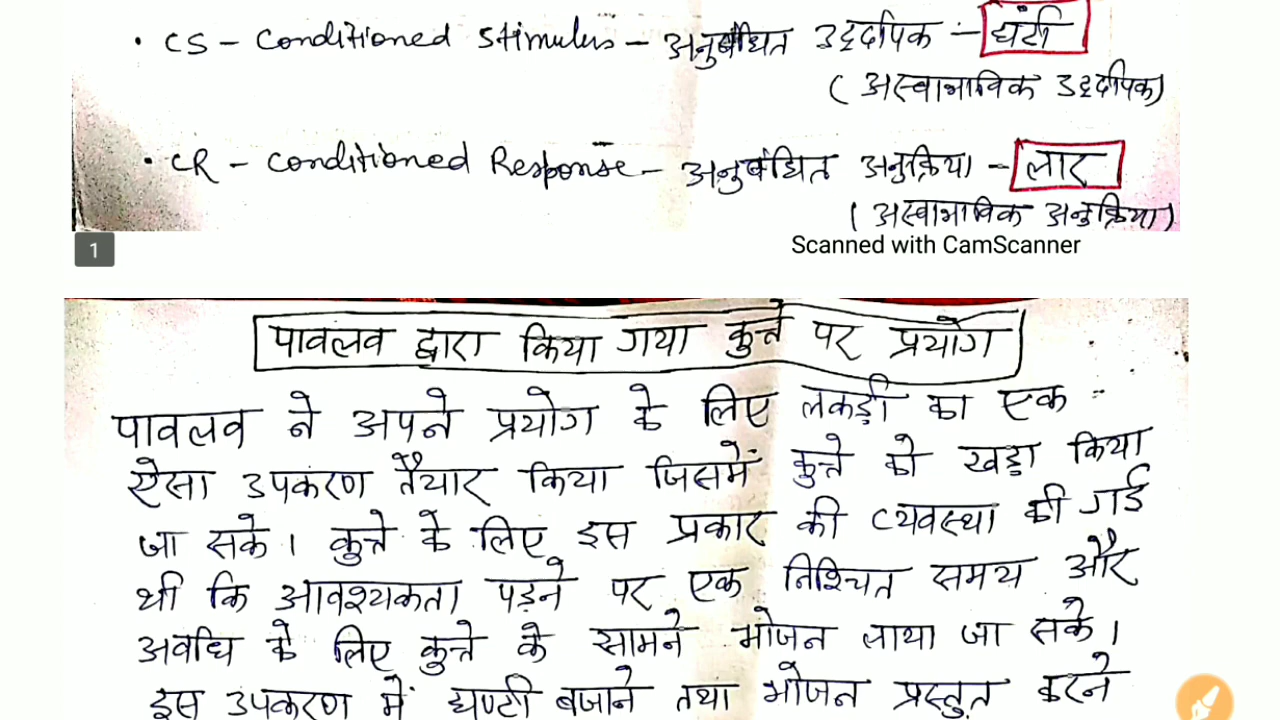 • CS - Conditioned Stimulus - अनुबंधित उद्ददीपक - घंटी
( अस्वाभाविक उद्ददीपक)
• CR - Conditioned Response - अनुबंधित अनुक्रिया - लार
( अस्वाभाविक अनुक्रिया)
Scanned with CamScanner
1
पावलव द्वारा किया गया कुत्ते पर प्रयोग
पावलव ने अपने प्रयोग के लिए लकड़ी का एक
ऐसा उपकरण तैयार किया जिसमें कुत्ते को खड़ा किया
जा सके। कुत्ते के लिए इस प्रकार की व्यवस्था की गई
थी कि आवश्यकता पड़ने पर एक निश्चित समय और
अवधि के लिए कुत्ते के सामने भोजन लाया जा सके।
इस उपकरण में घण्टी बजाने तथा भोजन प्रस्तुत करने